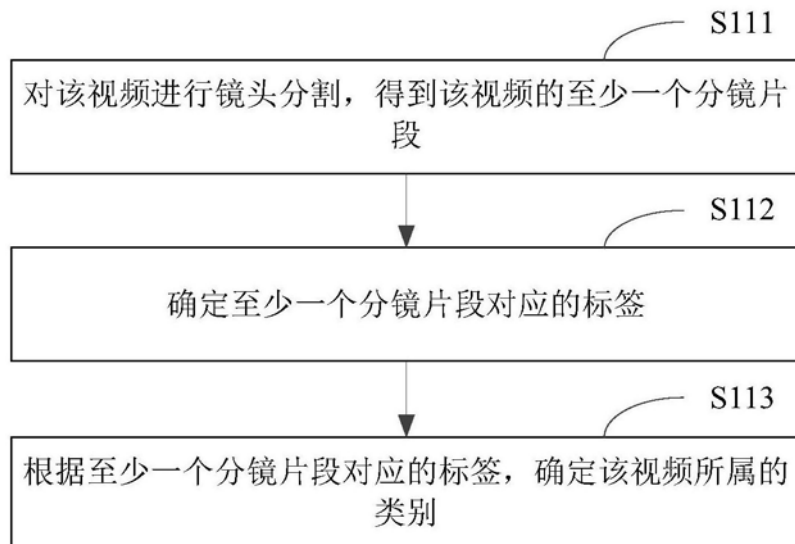 S111
对该视频进行镜头分割，得到该视频的至少一个分镜片
段
S112
确定至少一个分镜片段对应的标签
S113
根据至少一个分镜片段对应的标签，确定该视频所属的
类别